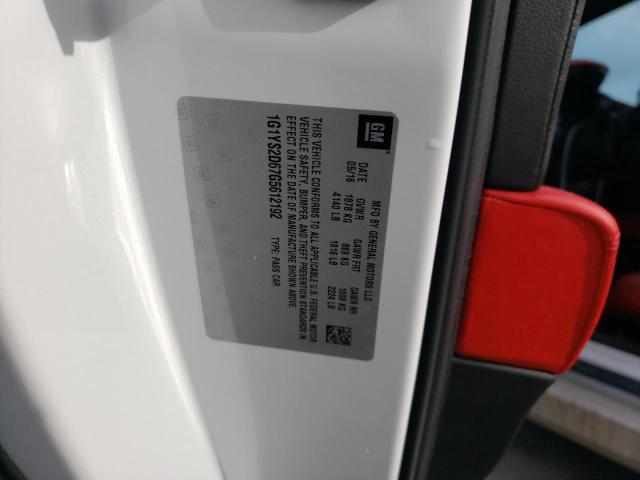 GM
MFD BY GENERAL MOTORS LLC
DATE GVWR GAWR FRT GAWR RR
05/16 1878 KG 869 KG 1009 KG
4140 LB 1916 LB 2224 LB
THIS VEHICLE CONFORMS TO ALL APPLICABLE U.S. FEDERAL MOTOR
VEHICLE SAFETY, BUMPER, AND THEFT PREVENTION STANDARDS IN
EFFECT ON THE DATE OF MANUFACTURE SHOWN ABOVE.
1G1YS2D67G5612192 TYPE: PASS CAR